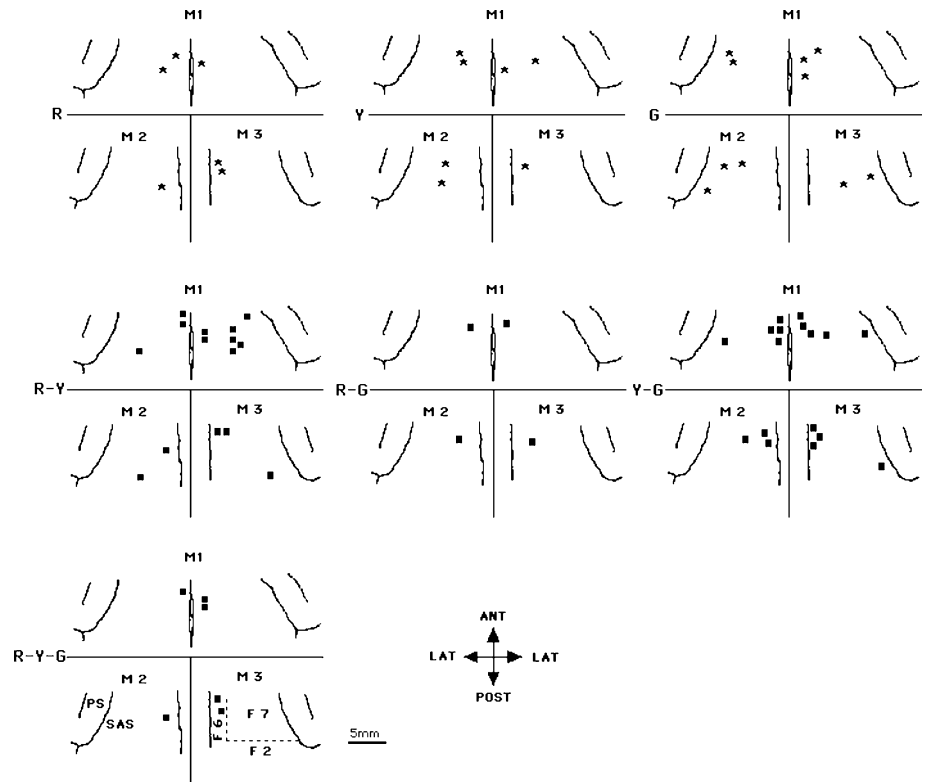 M1 M1 M1
R Y G
M 2 M 3 M 2 M 3 M 2 M 3
M1 M1 M1
R-Y R-G Y-G
M 2 M 3 M 2 M 3 M 2 M 3
M1
ANT
R-Y-G LAT LAT
M 2 M 3
POST
PS F 7
SAS F 6
5mm
F 2